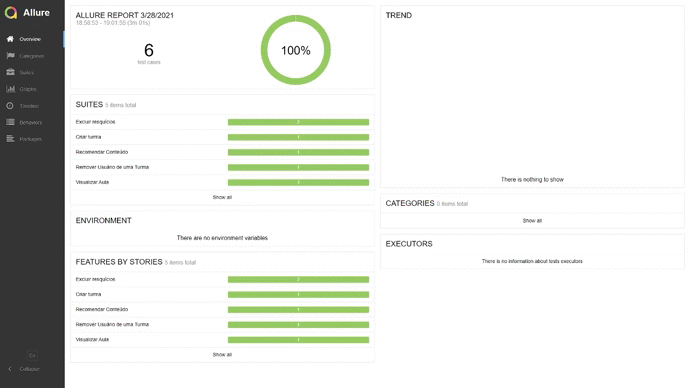 Allure
Overview
Categories
Suites
Graphs
Timeline
Behaviors
Packages
En
Collapse
ALLURE REPORT 3/28/2021
18:58:53 - 19:01:55 (3m 01s)
6
test cases
100%
SUITES 5 items total
Excluir resquícios
2
Criar turma
1
Recomendar Conteúdo
1
Remover Usuário de uma Turma
1
Visualizar Aula
1
Show all
ENVIRONMENT
There are no environment variables
FEATURES BY STORIES 5 items total
Excluir resquícios
2
Criar turma
1
Recomendar Conteúdo
1
Remover Usuário de uma Turma
1
Visualizar Aula
1
Show all
TREND
There is nothing to show
CATEGORIES 0 items total
Show all
EXECUTORS
There is no information about tests executors